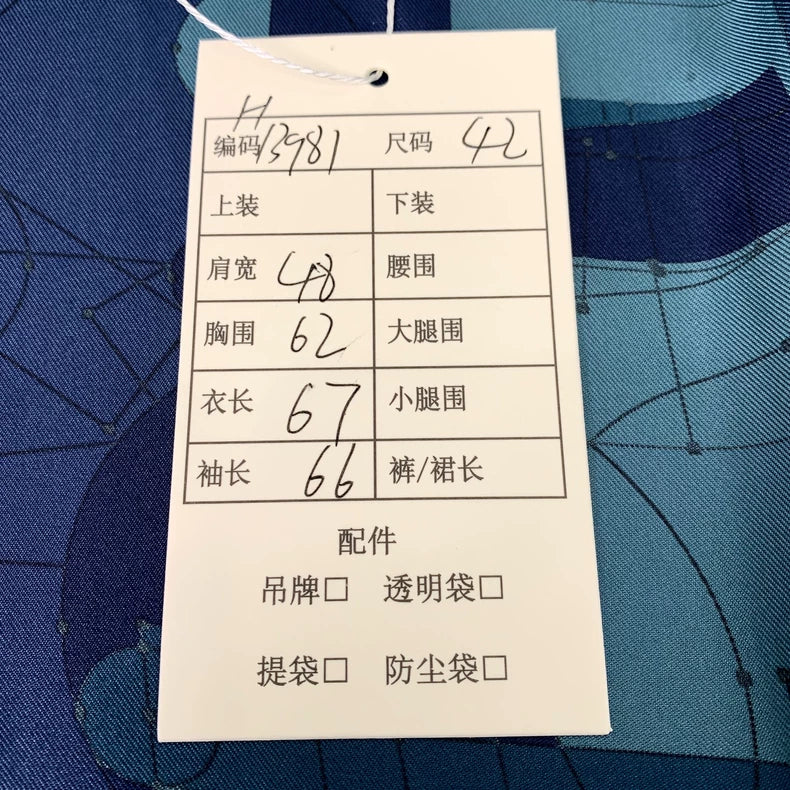 H
编码 13981 尺码 42
上装 下装
肩宽 48 腰围
胸围 62 大腿围
衣长 67 小腿围
袖长 66 裤/裙长
配件
吊牌□ 透明袋□
提袋□ 防尘袋□